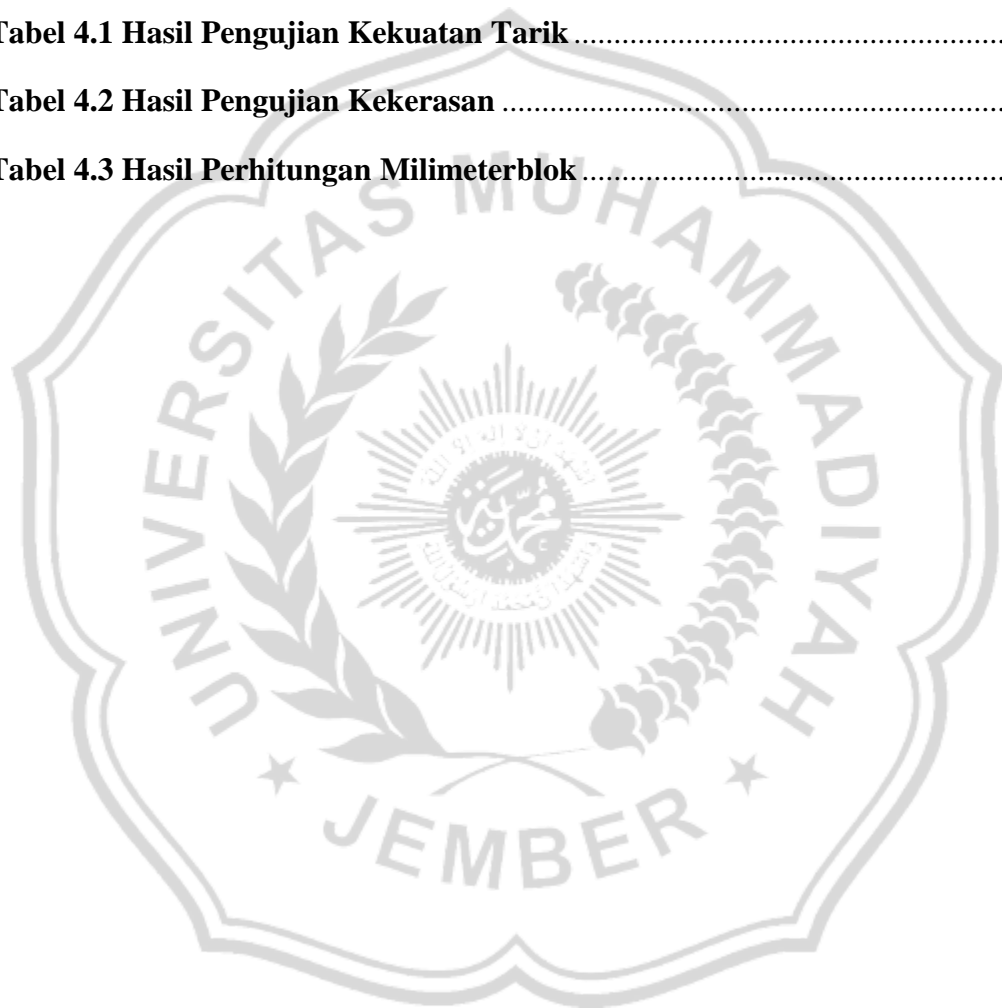 Tabel 4.1 Hasil Pengujian Kekuatan Tarik ........................................................
Tabel 4.2 Hasil Pengujian Kekerasan ................................................................
Tabel 4.3 Hasil Perhitungan Milimeterblok ......................................................
UNIVERSITAS MUHAMMADIYAH
JEMBER